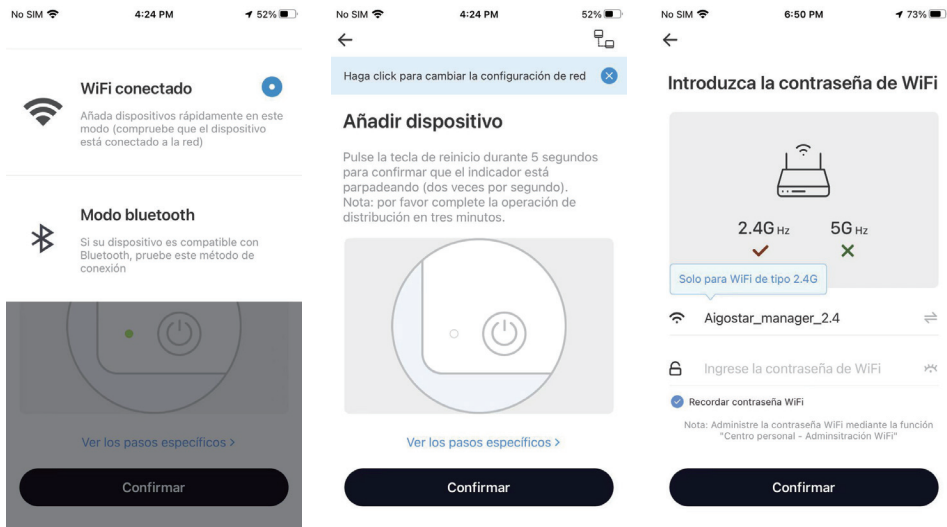 No SIM 4:24 PM 52%
WiFi conectado
Añada dispositivos rápidamente en este
modo (compruebe que el dispositivo
está conectado a la red)
Modo bluetooth
Si su dispositivo es compatible con
Bluetooth, pruebe este método de
conexión
Ver los pasos específicos >
Confirmar
No SIM 4:24 PM 52%
Haga click para cambiar la configuración de red
Añadir dispositivo
Pulse la tecla de reinicio durante 5 segundos
para confirmar que el indicador está
parpadeando (dos veces por segundo).
Nota: por favor complete la operación de
distribución en tres minutos.
Ver los pasos específicos >
Confirmar
No SIM 6:50 PM 73%
Introduzca la contraseña de WiFi
2.4G Hz 5G Hz
Solo para WiFi de tipo 2.4G
Aigostar_manager_2.4
Ingrese la contraseña de WiFi
Recordar contraseña WiFi
Nota: Administre la contraseña WiFi mediante la función
"Centro personal - Adminsitración WiFi"
Confirmar